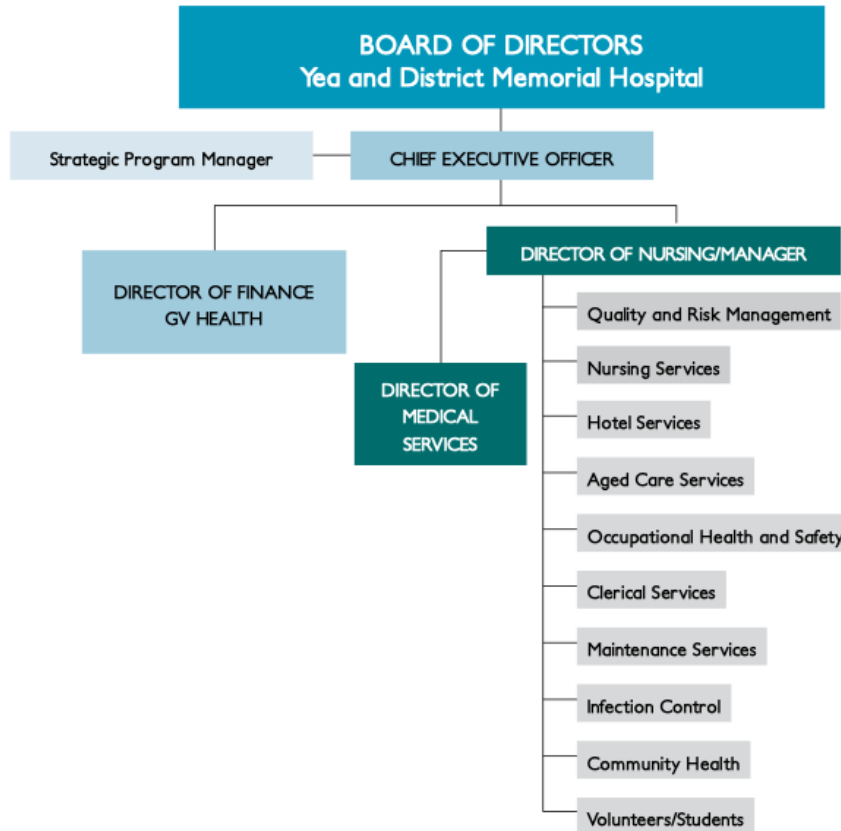 BOARD OF DIRECTORS
Yea and District Memorial Hospital
Strategic Program Manager
CHIEF EXECUTIVE OFFICER
DIRECTOR OF NURSING/MANAGER
DIRECTOR OF FINANCE
GV HEALTH
DIRECTOR OF
MEDICAL
SERVICES
Quality and Risk Management
Nursing Services
Hotel Services
Aged Care Services
Occupational Health and Safety
Clerical Services
Maintenance Services
Infection Control
Community Health
Volunteers/Students